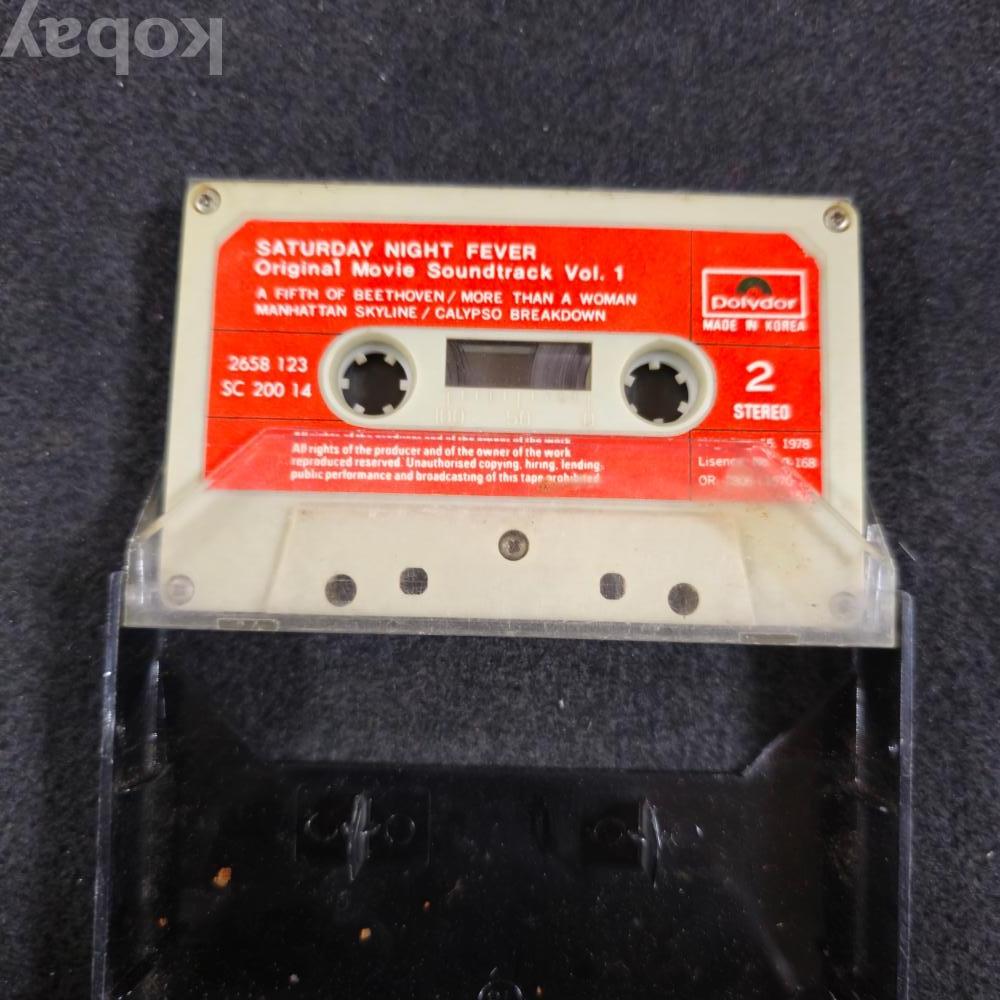 kobay
SATURDAY NIGHT FEVER
Original Movie Soundtrack Vol. 1
A FIFTH OF BEETHOVEN / MORE THAN A WOMAN
MANHATTAN SKYLINE / CALYPSO BREAKDOWN
polydor
MADE IN KOREA
2658 123
SC 200 14
100 50 0
2
STEREO
All rights of the producer and of the owner of the work
reproduced reserved. Unauthorised copying, hiring, lending,
public performance and broadcasting of this tape prohibited.
1978
Lisence
OR